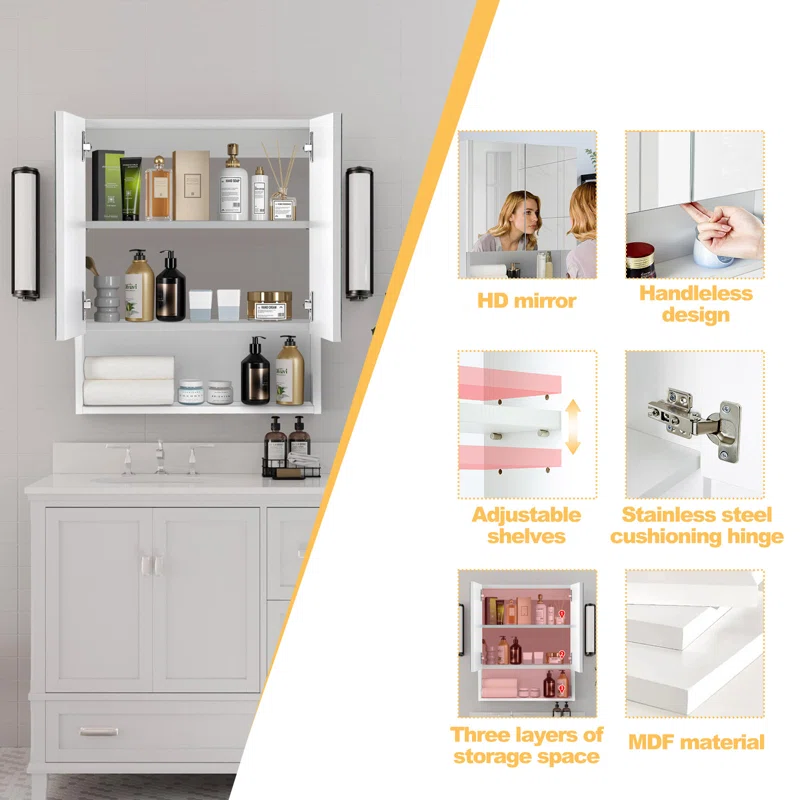 HD mirror
Handleless
design
Adjustable
shelves
Stainless steel
cushioning hinge
Three layers of
storage space
MDF material